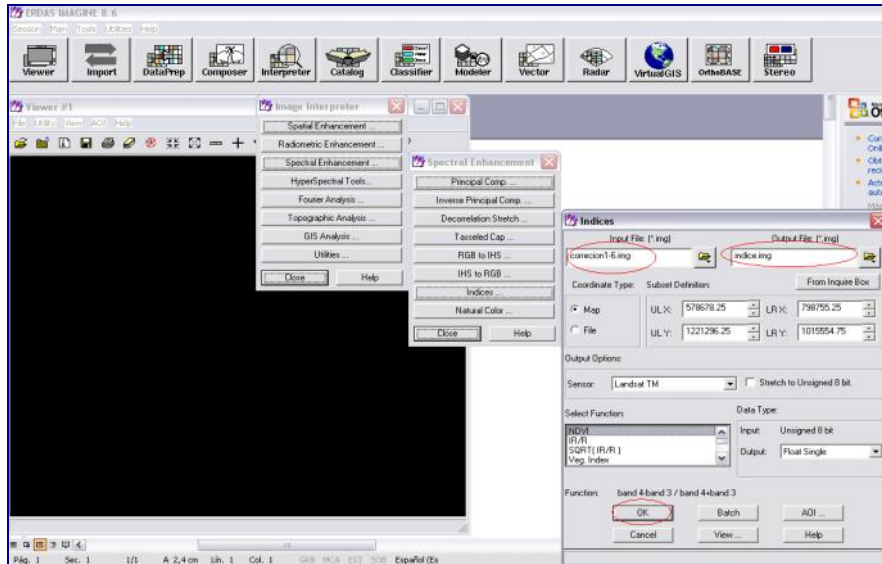 ERDAS IMAGINE 8.6
Session Main Tools Utilities Help
Viewer Import DataPrep Composer Interpreter Catalog Classifier Modeler Vector Radar VirtualGIS OrthoBASE Stereo
Viewer #1
File Utility View AOI Help
Image Interpreter
Spatial Enhancement ...
Radiometric Enhancement ...
Spectral Enhancement ...
HyperSpectral Tools...
Fourier Analysis ...
Topographic Analysis ...
GIS Analysis ...
Utilities ...
Close Help
Spectral Enhancement
Principal Comp. ...
Inverse Principal Comp. ...
Decorrelation Stretch ...
Tasseled Cap ...
RGB to IHS ...
IHS to RGB ...
Indices ...
Natural Color ...
Close Help
Indices
Input File: (*.img) Output File: (*.img)
correcion1-6.img indice.img
Coordinate Type: Subset Definition: From Inquire Box
Map UL X: 578678.25 LR X: 798755.25
File UL Y: 1221296.25 LR Y: 1015554.75
Output Options:
Sensor: Landsat TM Stretch to Unsigned 8 bit.
Select Function: Data Type:
NDVI
IR/R
SQRT( IR/R )
Veg. Index
Input: Unsigned 8 bit
Output: Float Single
Function: band 4-band 3 / band 4+band 3
OK Batch AOI ...
Cancel View ... Help
Pág. 1 Sec. 1 1/1 A 2,4 cm Lín. 1 Col. 1 GRB MCA EXT SOB Español (Es